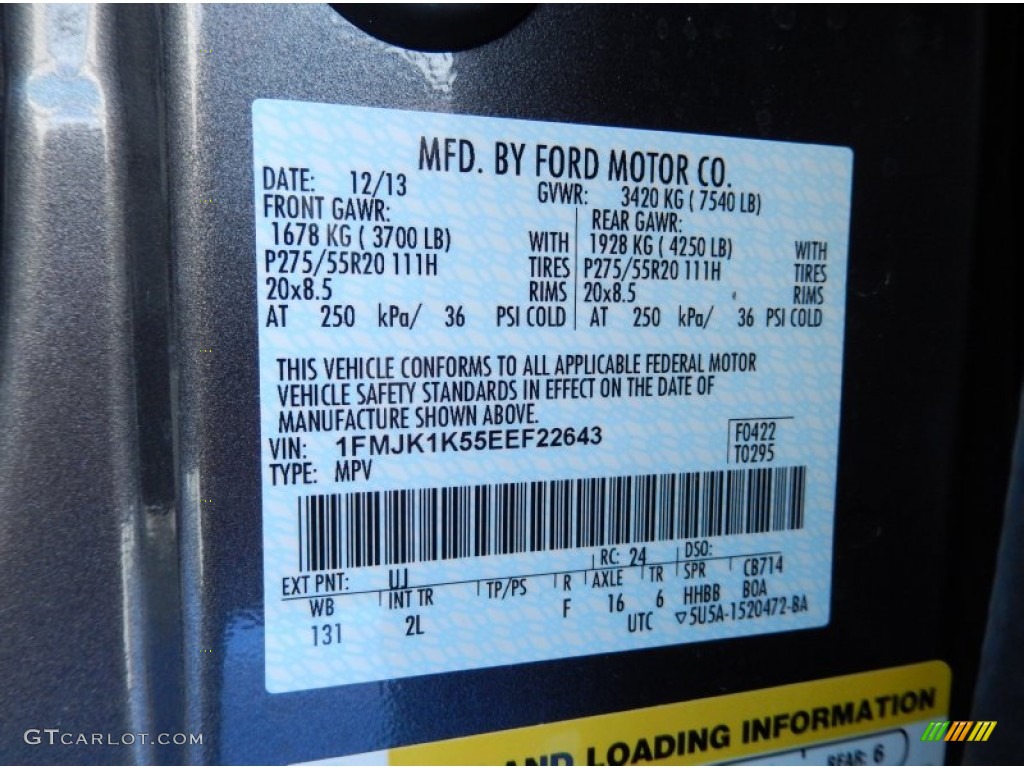 MFD. BY FORD MOTOR CO.
DATE: 12/13 GVWR: 3420 KG ( 7540 LB)
FRONT GAWR: REAR GAWR:
1678 KG ( 3700 LB) WITH 1928 KG ( 4250 LB) WITH
P275/55R20 111H TIRES P275/55R20 111H TIRES
20x8.5 RIMS 20x8.5 RIMS
AT 250 kPa/ 36 PSI COLD AT 250 kPa/ 36 PSI COLD
THIS VEHICLE CONFORMS TO ALL APPLICABLE FEDERAL MOTOR
VEHICLE SAFETY STANDARDS IN EFFECT ON THE DATE OF
MANUFACTURE SHOWN ABOVE.
VIN: 1FMJK1K55EEF22643 F0422
TYPE: MPV T0295
EXT PNT: UJ RC: 24 DSO:
WB INT TR TP/PS R AXLE TR SPR CB714
131 2L F 16 6 HHBB BOA
UTC ▽5U5A-1520472-BA
AND LOADING INFORMATION
REAR: 6
GTCARLOT.COM